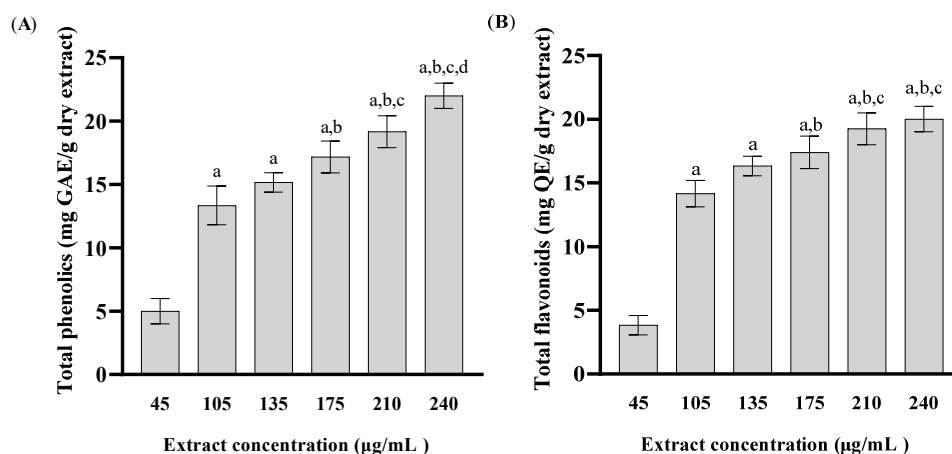 (A)
Total phenolics (mg GAE/g dry extract)
25
20
15
10
5
0
a
a
a,b
a,b,c
a,b,c,d
45 105 135 175 210 240
Extract concentration (µg/mL )
(B)
Total flavonoids (mg QE/g dry extract)
25
20
15
10
5
0
a
a
a,b
a,b,c
a,b,c
45 105 135 175 210 240
Extract concentration (µg/mL )